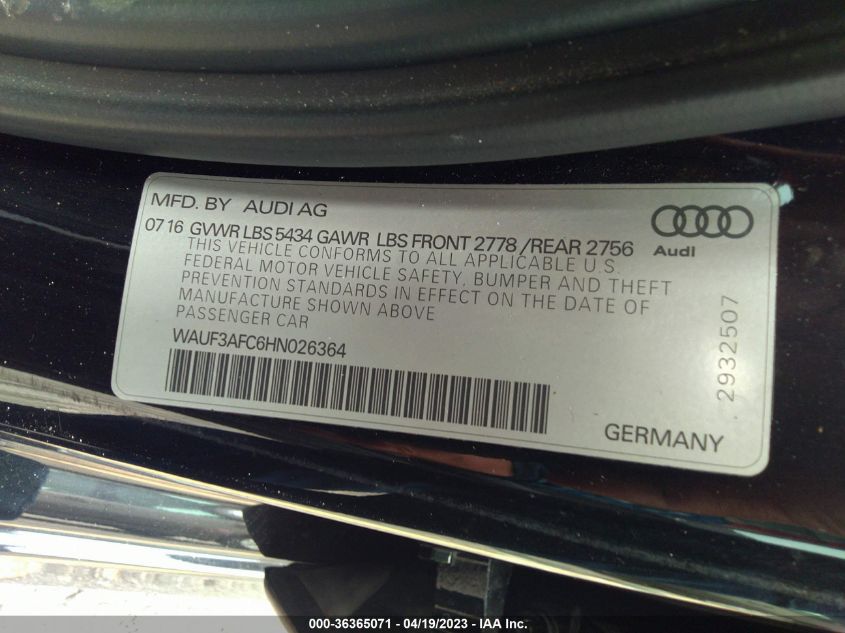 MFD. BY AUDI AG
07 16 GVWR LBS 5434 GAWR LBS FRONT 2778 /REAR 2756
THIS VEHICLE CONFORMS TO ALL APPLICABLE U.S.
FEDERAL MOTOR VEHICLE SAFETY, BUMPER AND THEFT
PREVENTION STANDARDS IN EFFECT ON THE DATE OF
MANUFACTURE SHOWN ABOVE
PASSENGER CAR
WAUF3AFC6HN026364
Audi
2932507
GERMANY
000-36365071 - 04/19/2023 - IAA Inc.